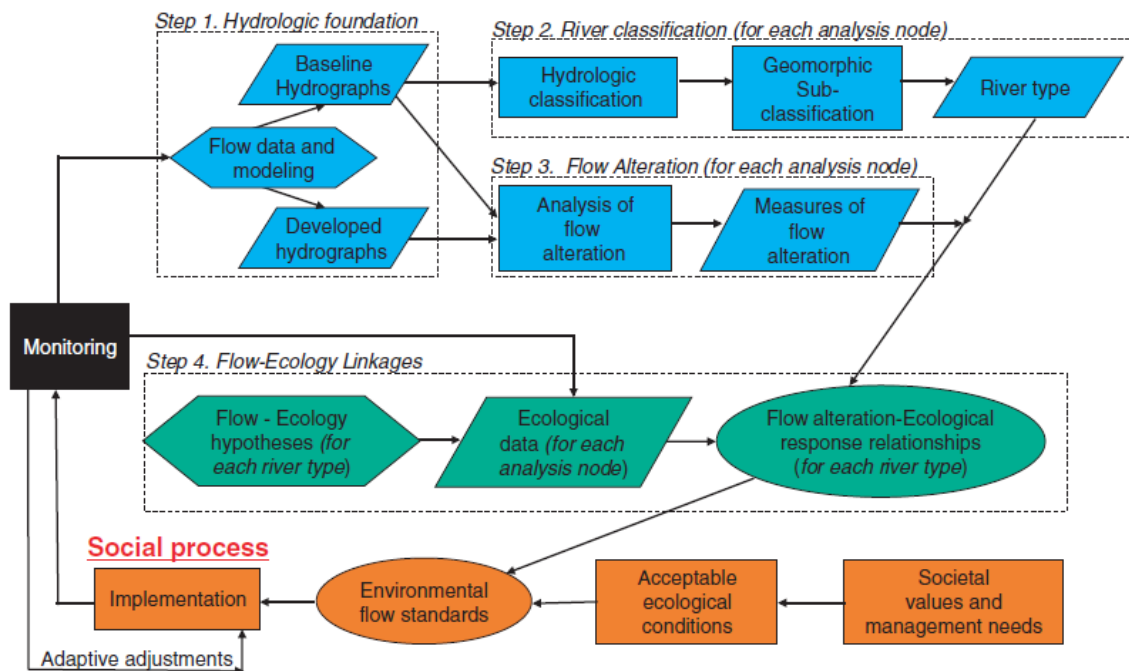 Step 1. Hydrologic foundation
Baseline
Hydrographs
Flow data and
modeling
Developed
hydrographs
Step 2. River classification (for each analysis node)
Hydrologic
classification
Geomorphic
Sub-
classification
River type
Step 3.  Flow Alteration (for each analysis node)
Analysis of
flow
alteration
Measures of
flow
alteration
Monitoring
Step 4. Flow-Ecology Linkages
Flow - Ecology
hypotheses (for
each river type)
Ecological
data (for each
analysis node)
Flow alteration-Ecological
response relationships
(for each river type)
Social process
Implementation
Environmental
flow standards
Acceptable
ecological
conditions
Societal
values and
management needs
Adaptive adjustments